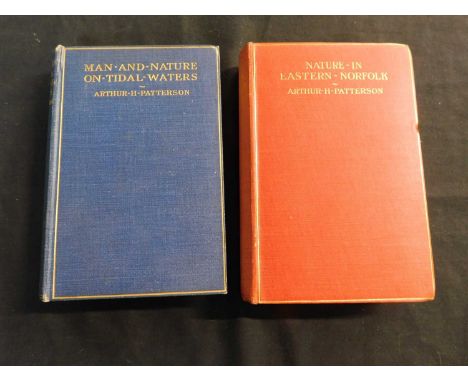 MAN·AND·NATURE
ON·TIDAL·WATERS
ARTHUR·H·PATTERSON
NATURE·IN
EASTERN·NORFOLK
ARTHUR·H·PATTERSON